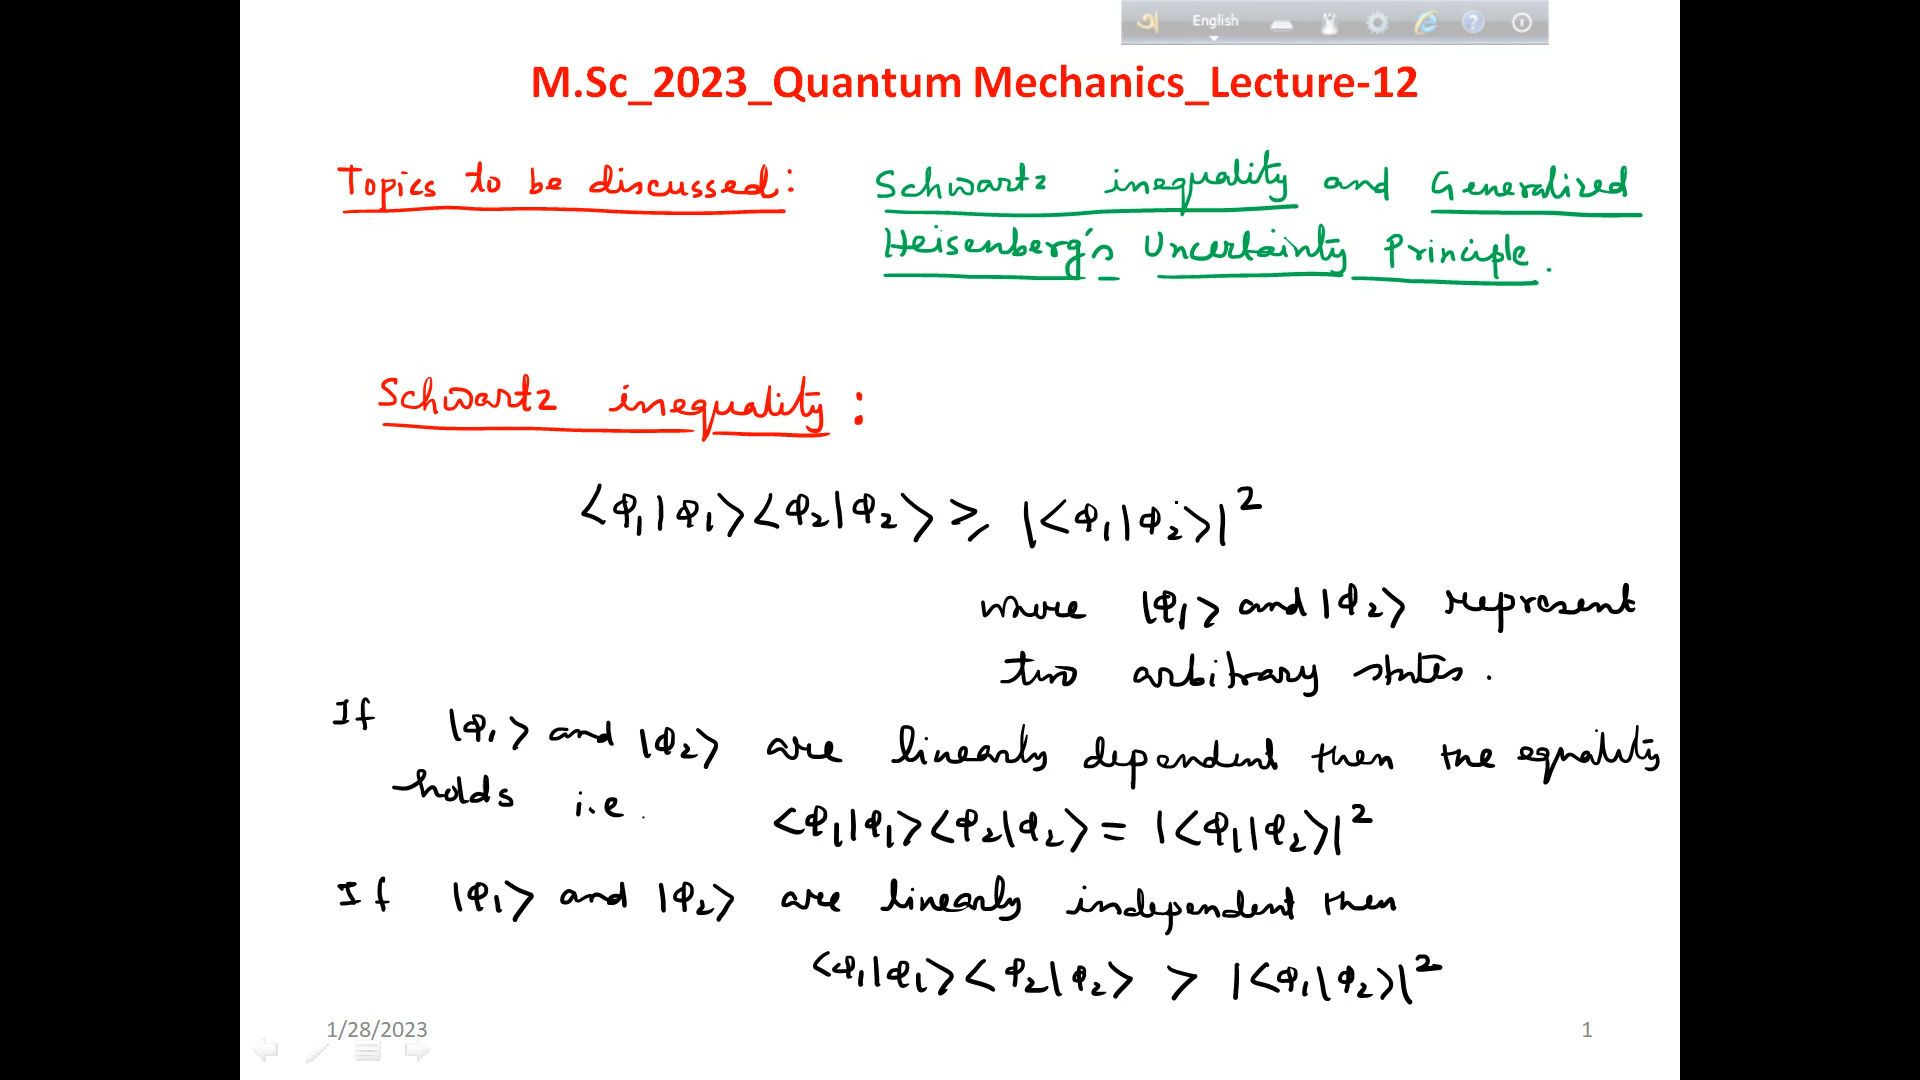 English
M.Sc_2023_Quantum Mechanics_Lecture-12
Topics to be discussed: Schwartz inequality and Generalized
Heisenberg's Uncertainty Principle.
Schwartz inequality:
<φ₁|φ₁><φ₂|φ₂> ≥ |<φ₁|φ₂>|²
where |φ₁> and |φ₂> represent
two arbitrary states.
If |φ₁> and |φ₂> are linearly dependent then the equality
holds i.e.
<φ₁|φ₁><φ₂|φ₂> = |<φ₁|φ₂>|²
If |φ₁> and |φ₂> are linearly independent then
<φ₁|φ₁><φ₂|φ₂> > |<φ₁|φ₂>|²
1/28/2023 1